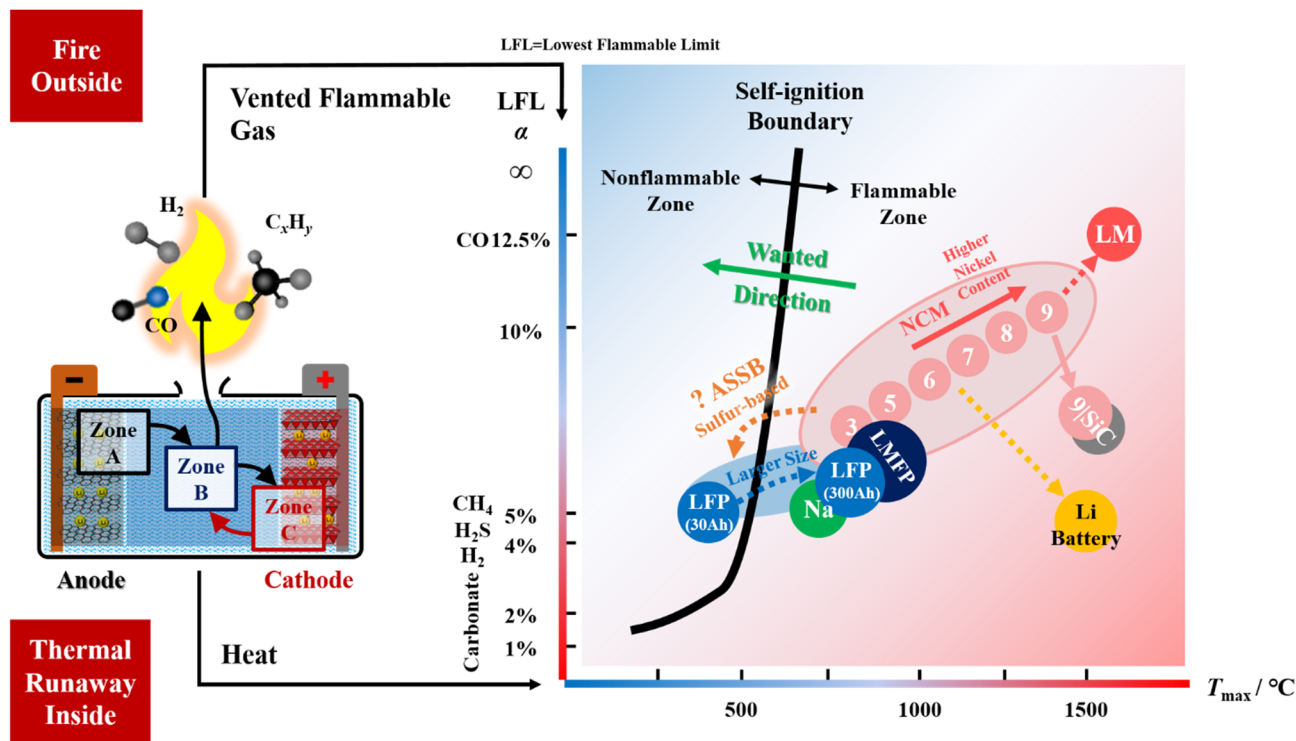 Fire
Outside
LFL=Lowest Flammable Limit
Vented Flammable
Gas
LFL
α
∞
H₂
CₓHᵧ
CO
−
+
Zone
A
Zone
B
Zone
C
Anode
Cathode
Thermal
Runaway
Inside
Heat
CO 12.5%
10%
CH₄ 5%
H₂S 4%
H₂
Carbonate
2%
1%
Self-ignition
Boundary
Nonflammable
Zone
Flammable
Zone
Wanted
Direction
Higher
Nickel
Content
NCM
LM
9
8
7
6
5
3
9|SiC
? ASSB
Sulfur-based
Larger Size
LFP
(30Ah)
Na
LFP
(300Ah)
LMFP
Li
Battery
500
1000
1500
Tmax / °C